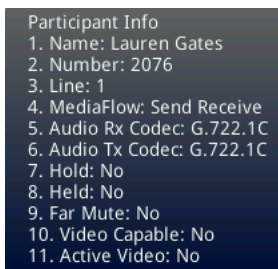 Participant Info
1. Name: Lauren Gates
2. Number: 2076
3. Line: 1
4. MediaFlow: Send Receive
5. Audio Rx Codec: G.722.1C
6. Audio Tx Codec: G.722.1C
7. Hold: No
8. Held: No
9. Far Mute: No
10. Video Capable: No
11. Active Video: No